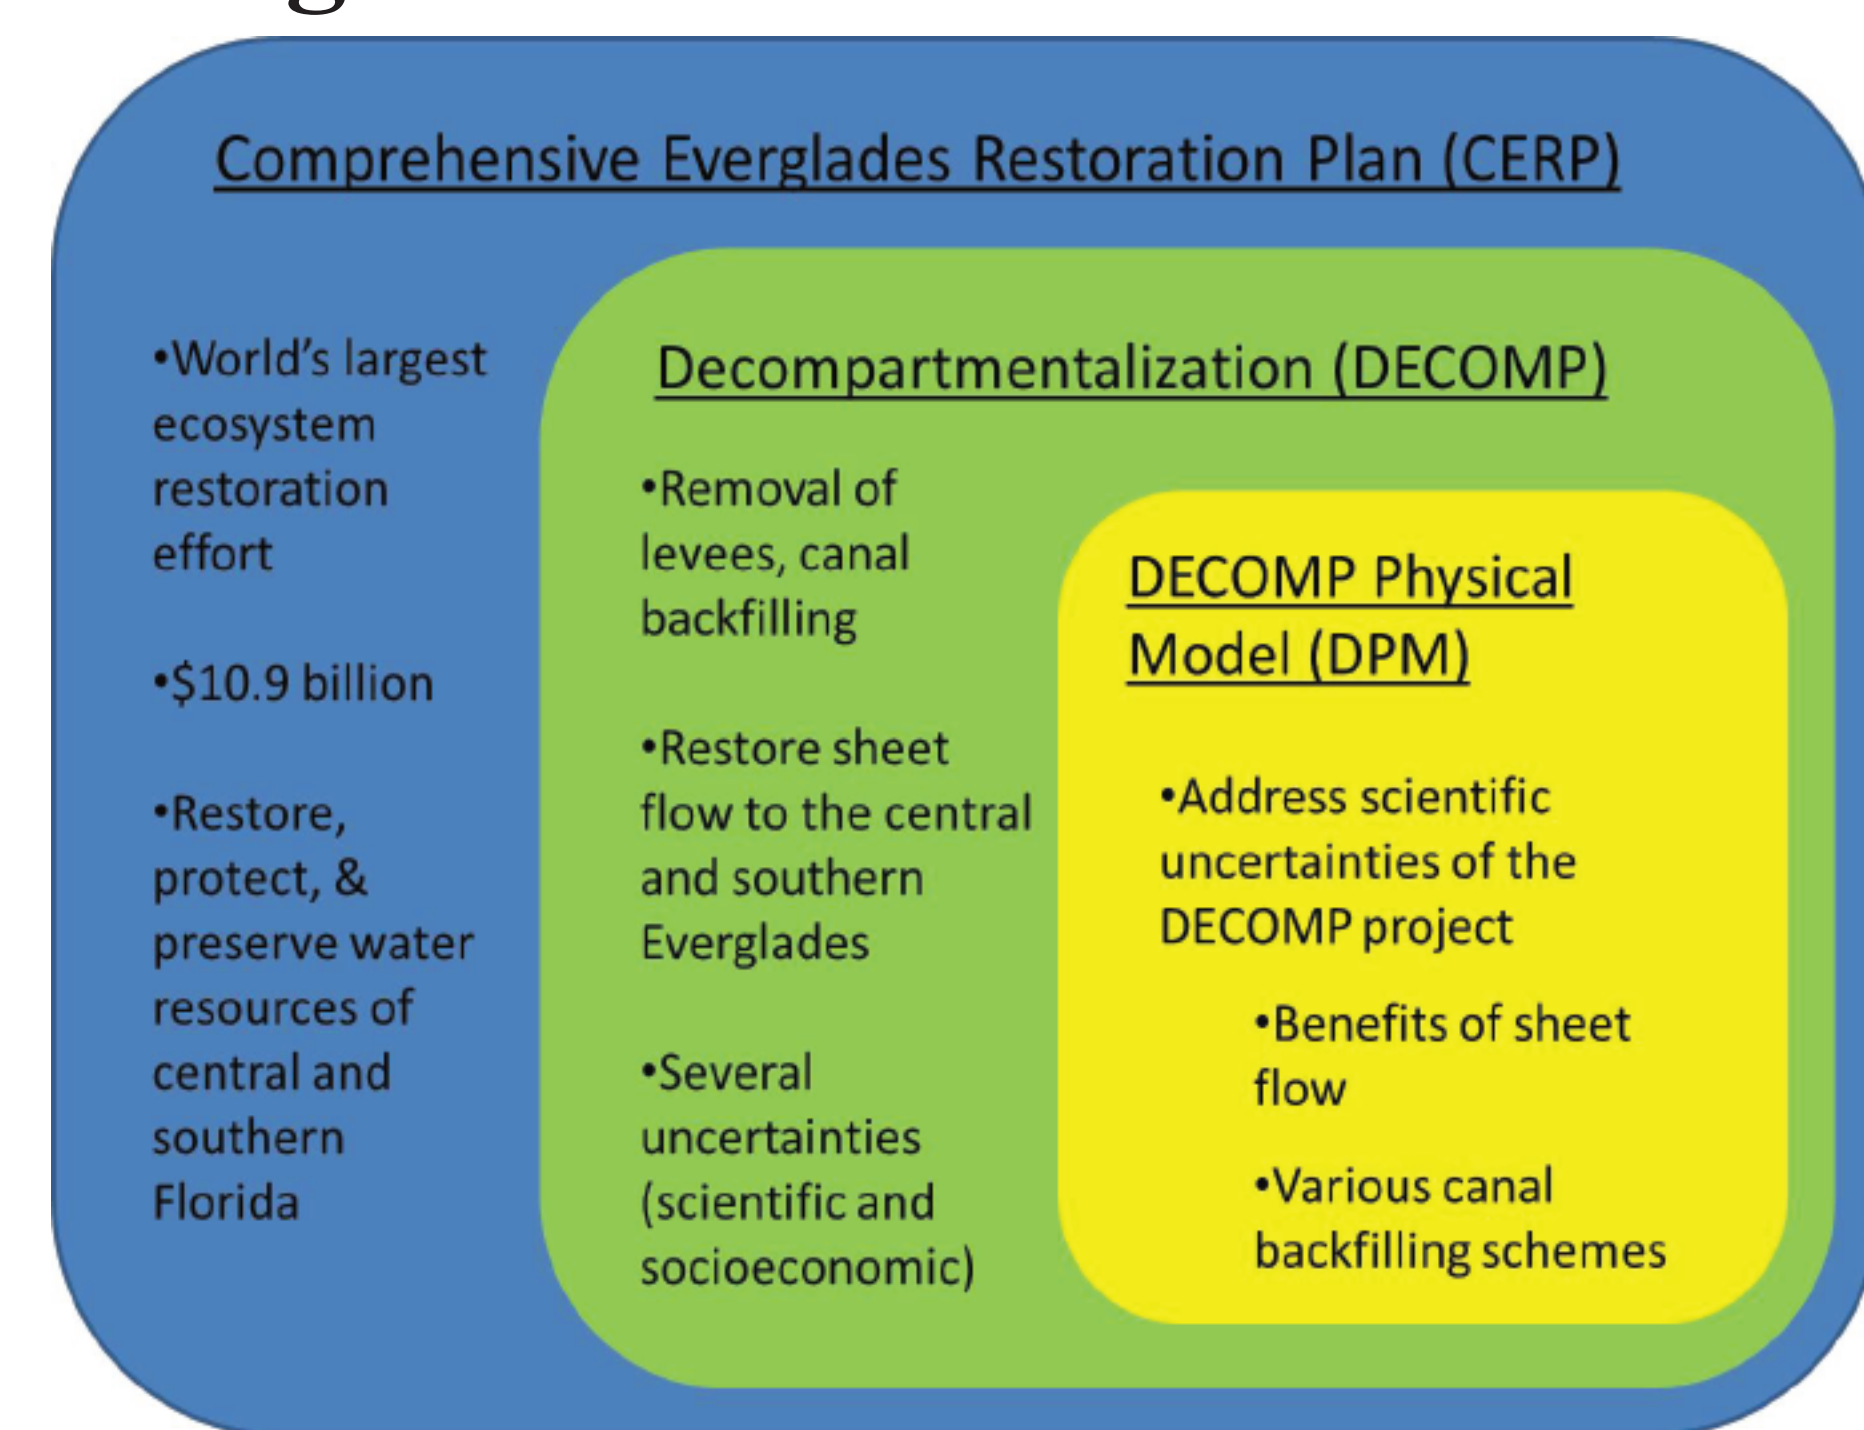 Comprehensive Everglades Restoration Plan (CERP)
•World’s largest
ecosystem
restoration
effort
•$10.9 billion
•Restore,
protect, &
preserve water
resources of
central and
southern
Florida
Decompartmentalization (DECOMP)
•Removal of
levees, canal
backfilling
•Restore sheet
flow to the central
and southern
Everglades
•Several
uncertainties
(scientific and
socioeconomic)
DECOMP Physical
Model (DPM)
•Address scientific
uncertainties of the
DECOMP project
•Benefits of sheet
flow
•Various canal
backfilling schemes